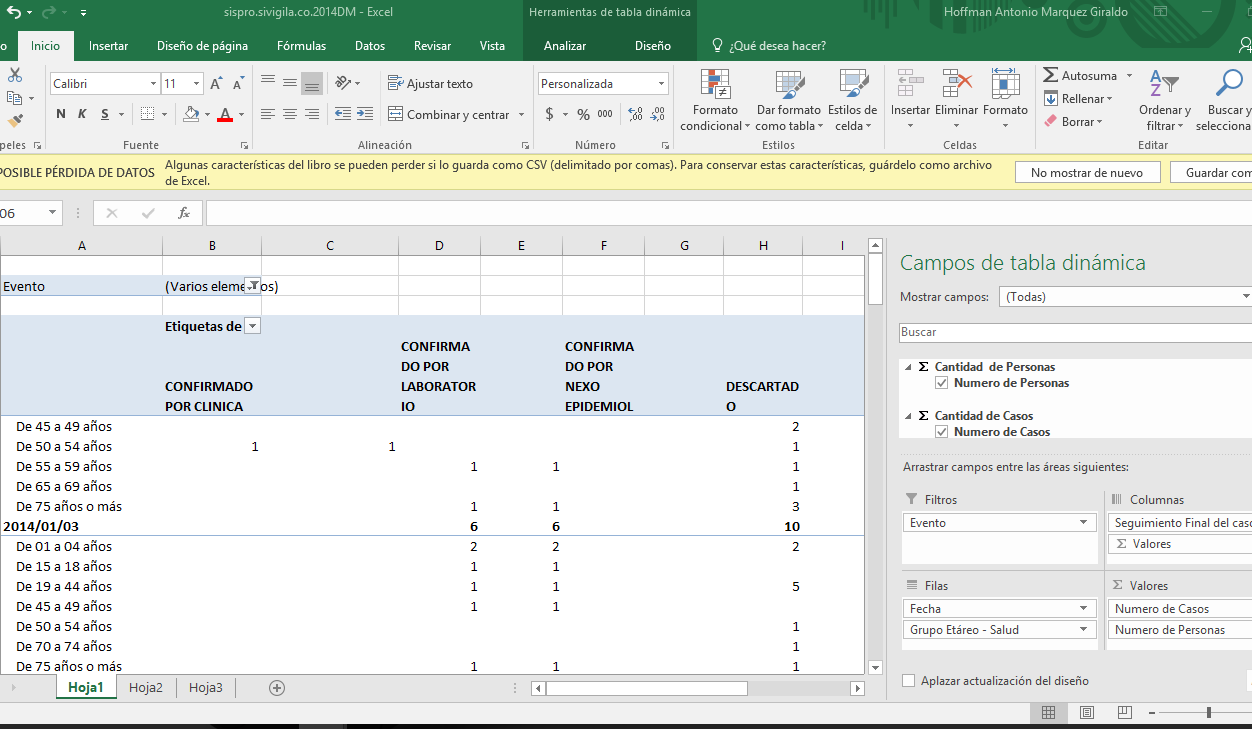 sispro.sivigila.co.2014DM - Excel
Herramientas de tabla dinámica
Hoffman Antonio Marquez Giraldo
o Inicio Insertar Diseño de página Fórmulas Datos Revisar Vista Analizar Diseño ¿Qué desea hacer?
Calibri 11
Ajustar texto
Personalizada
N K S
Combinar y centrar
$ % 000
Formato condicional
Dar formato como tabla
Estilos de celda
Insertar Eliminar Formato
Autosuma
Rellenar
Borrar
Ordenar y filtrar
Buscar y
selecciona
peles Fuente Alineación Número Estilos Celdas Editar
POSIBLE PÉRDIDA DE DATOS
Algunas características del libro se pueden perder si lo guarda como CSV (delimitado por comas). Para conservar estas características, guárdelo como archivo
de Excel.
No mostrar de nuevo
Guardar com
06 fx
A B C D E F G H I
Evento (Varios elementos)
Etiquetas de
CONFIRMADO
POR CLINICA
CONFIRMA
DO POR
LABORATOR
IO
CONFIRMA
DO POR
NEXO
EPIDEMIOL
DESCARTAD
O
De 45 a 49 años 2
De 50 a 54 años 1 1 1
De 55 a 59 años 1 1 1
De 65 a 69 años 1
De 75 años o más 1 1 3
2014/01/03 6 6 10
De 01 a 04 años 2 2 2
De 15 a 18 años 1 1
De 19 a 44 años 1 1 5
De 45 a 49 años 1 1
De 50 a 54 años 1
De 70 a 74 años 1
De 75 años o más 1 1 1
Hoja1 Hoja2 Hoja3
Campos de tabla dinámica
Mostrar campos: (Todas)
Buscar
Σ Cantidad de Personas
Numero de Personas
Σ Cantidad de Casos
Numero de Casos
Arrastrar campos entre las áreas siguientes:
Filtros
Evento
Columnas
Seguimiento Final del caso
Σ Valores
Filas
Fecha
Grupo Etáreo - Salud
Σ Valores
Numero de Casos
Numero de Personas
Aplazar actualización del diseño